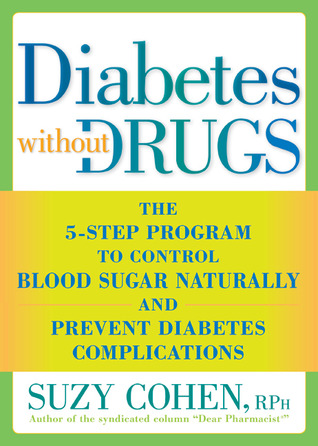 Diabetes
without DRUGS
THE
5-STEP PROGRAM
TO CONTROL
BLOOD SUGAR NATURALLY
AND
PREVENT DIABETES
COMPLICATIONS
SUZY COHEN, RPH
Author of the syndicated column "Dear Pharmacist®"